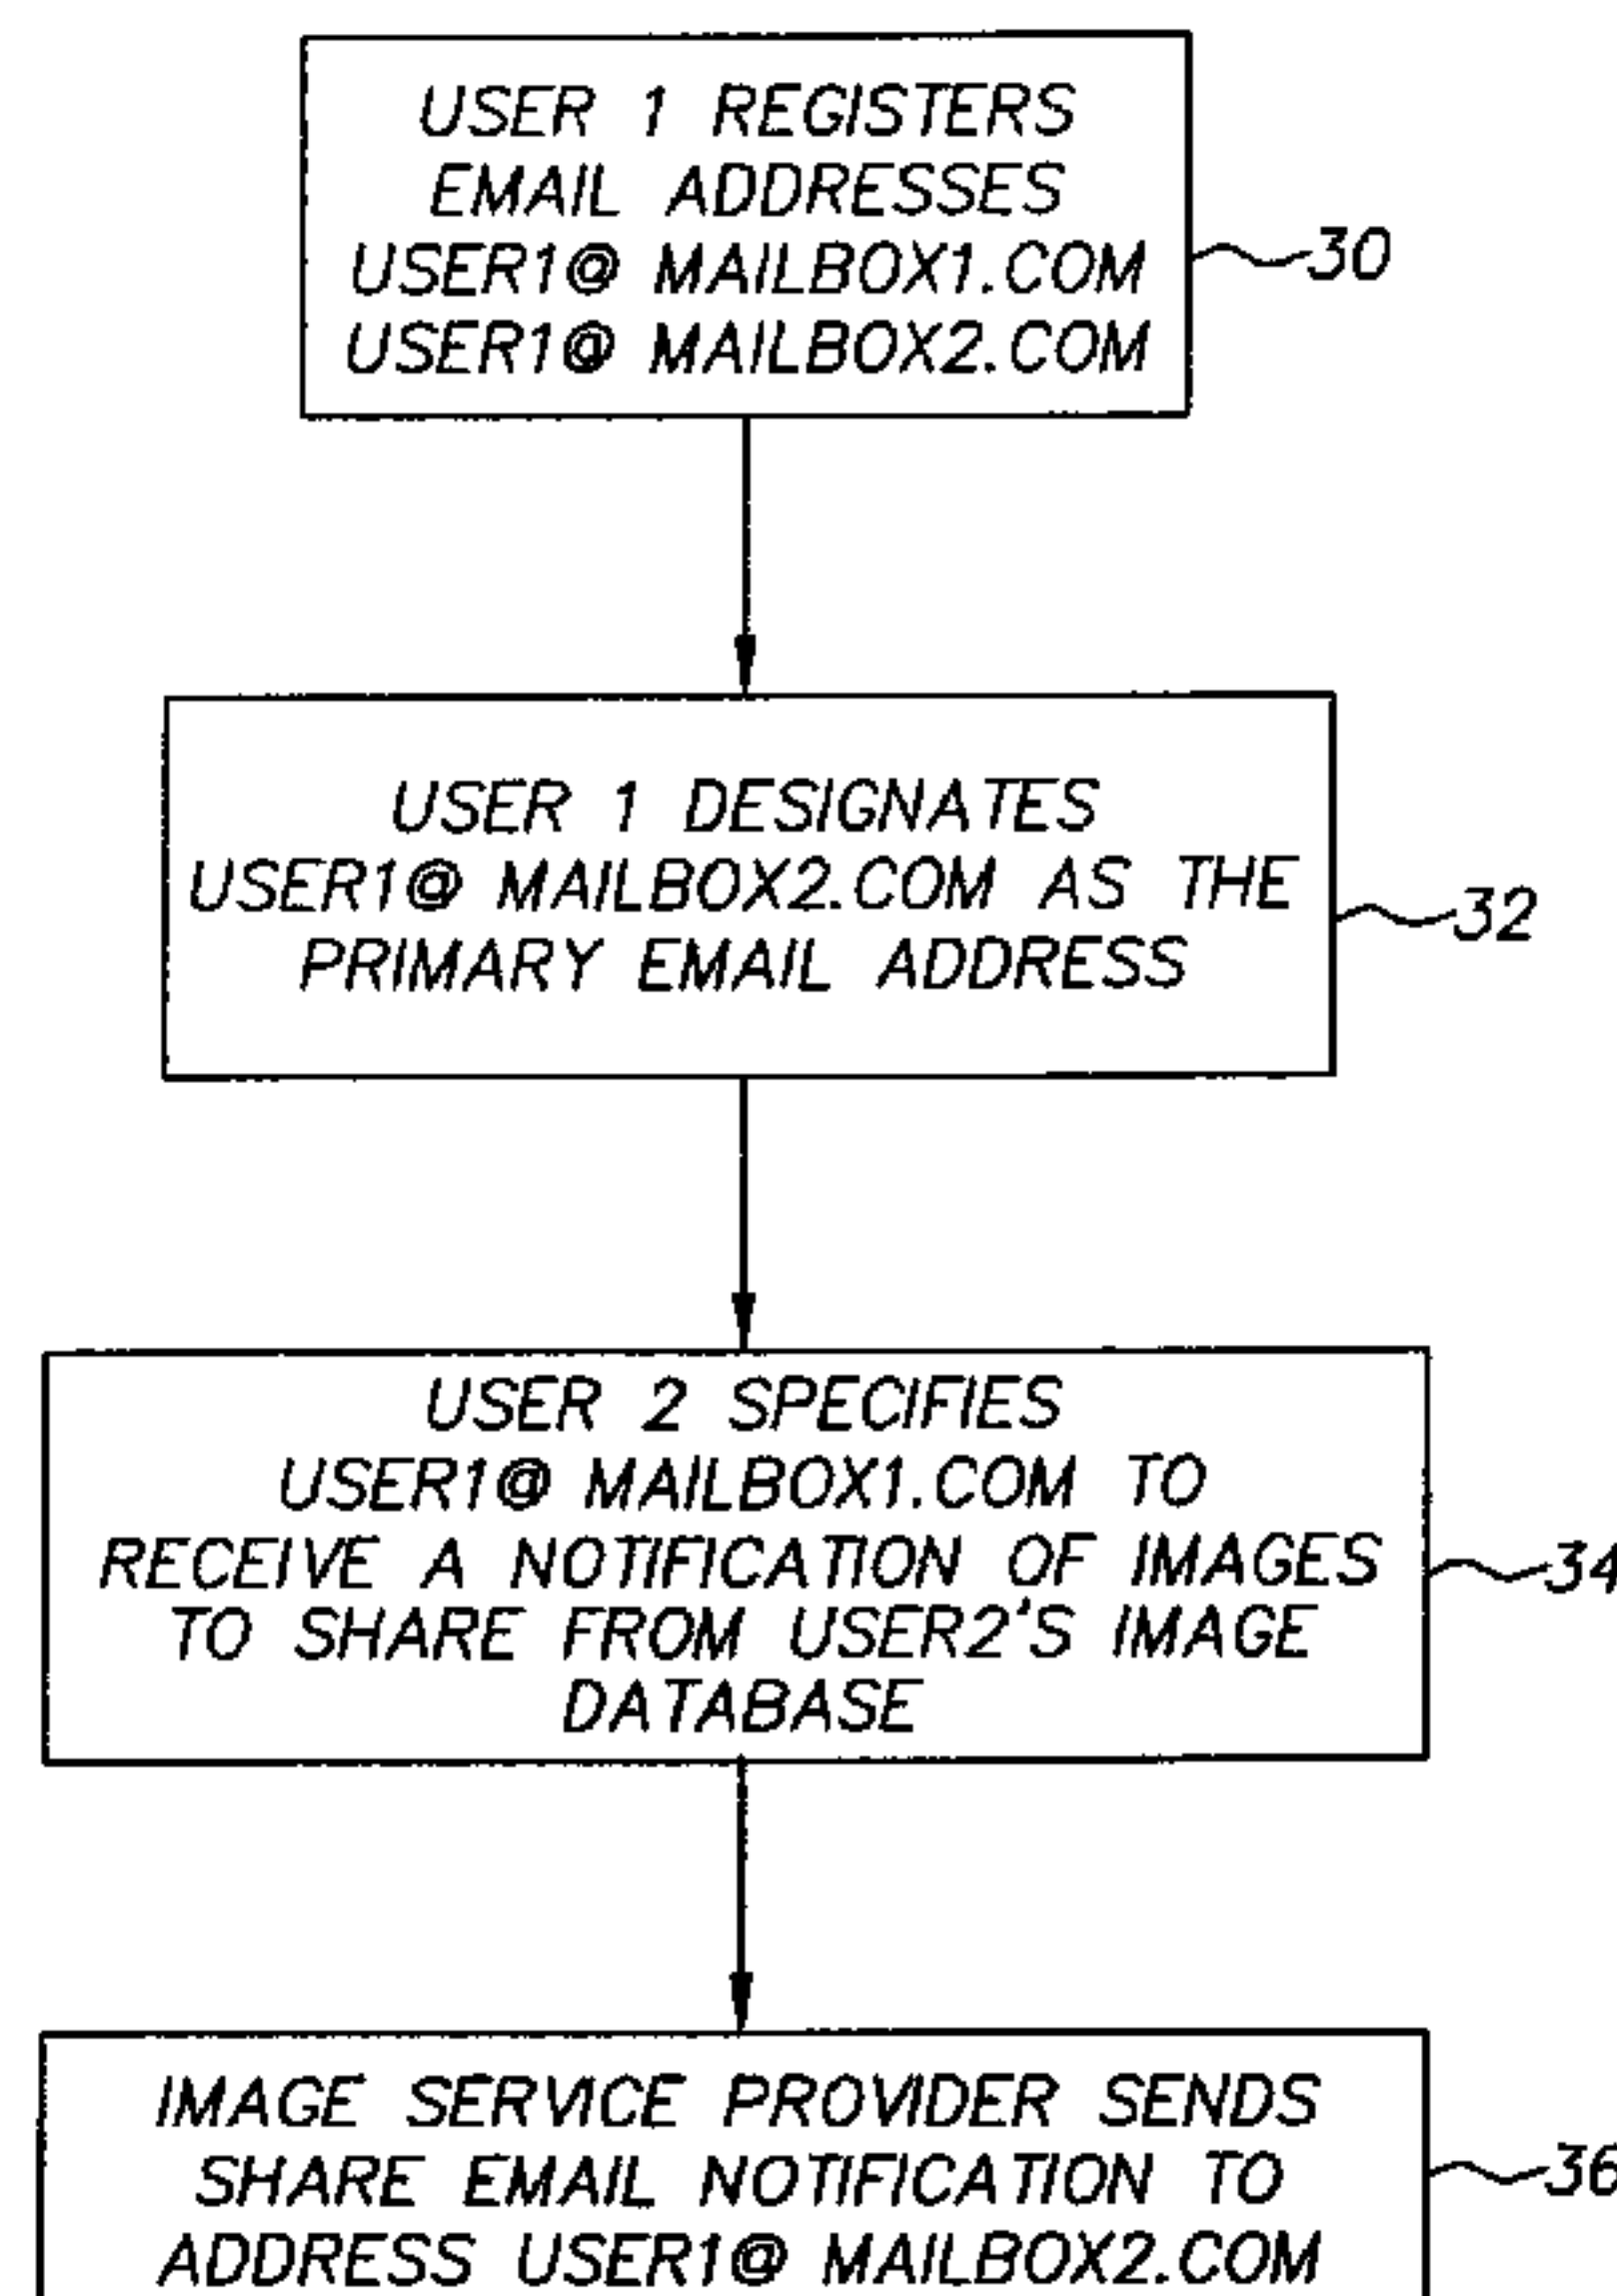 USER 1 REGISTERS
EMAIL ADDRESSES
USER1@ MAILBOX1.COM
USER1@ MAILBOX2.COM
30
USER 1 DESIGNATES
USER1@ MAILBOX2.COM AS THE
PRIMARY EMAIL ADDRESS
32
USER 2 SPECIFIES
USER1@ MAILBOX1.COM TO
RECEIVE A NOTIFICATION OF IMAGES
TO SHARE FROM USER2'S IMAGE
DATABASE
34
IMAGE SERVICE PROVIDER SENDS
SHARE EMAIL NOTIFICATION TO
ADDRESS USER1@ MAILBOX2.COM
36